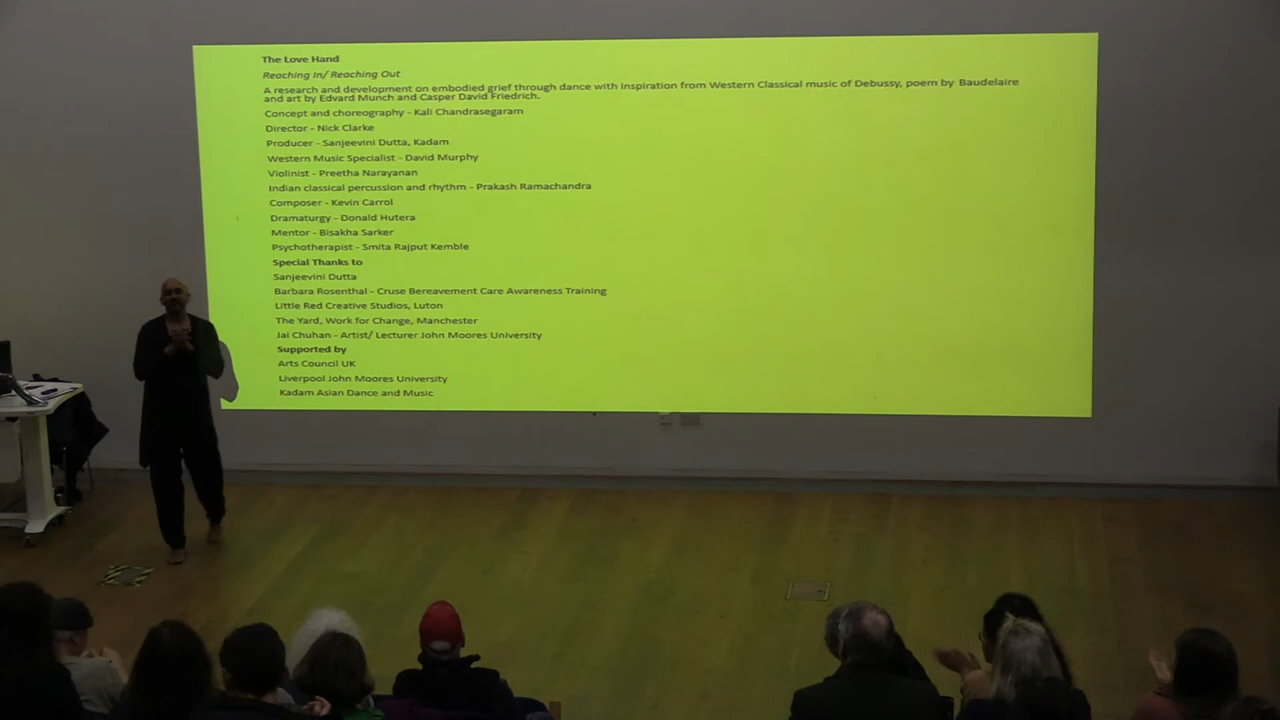 The Love Hand
Reaching In/ Reaching Out
A research and development on embodied grief through dance with inspiration from Western Classical music of Debussy, poem by Baudelaire
and art by Edvard Munch and Casper David Friedrich.
Concept and choreography - Kali Chandrasegaram
Director - Nick Clarke
Producer - Sanjeevini Dutta, Kadam
Western Music Specialist - David Murphy
Violinist - Preetha Narayanan
Indian classical percussion and rhythm - Prakash Ramachandra
Composer - Kevin Carrol
Dramaturgy - Donald Hutera
Mentor - Bisakha Sarker
Psychotherapist - Smita Rajput Kemble
Special Thanks to
Sanjeevini Dutta
Barbara Rosenthal - Cruse Bereavement Care Awareness Training
Little Red Creative Studios, Luton
The Yard, Work for Change, Manchester
Jai Chuhan - Artist/ Lecturer John Moores University
Supported by
Arts Council UK
Liverpool John Moores University
Kadam Asian Dance and Music